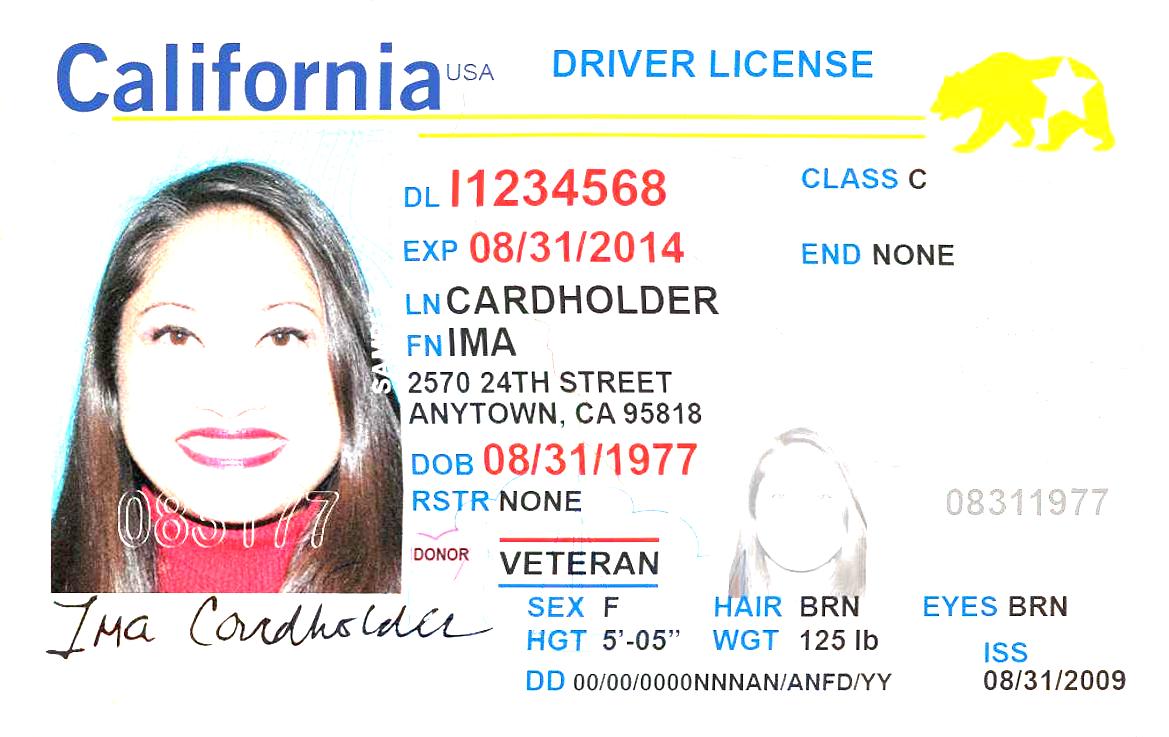 California USA DRIVER LICENSE
DL I1234568 CLASS C
EXP 08/31/2014 END NONE
LN CARDHOLDER
FN IMA
2570 24TH STREET
ANYTOWN, CA 95818
DOB 08/31/1977
RSTR NONE 08311977
DONOR VETERAN
Ima Cardholder
SEX F HAIR BRN EYES BRN
HGT 5'-05" WGT 125 lb
ISS
DD 00/00/0000NNNAN/ANFD/YY 08/31/2009